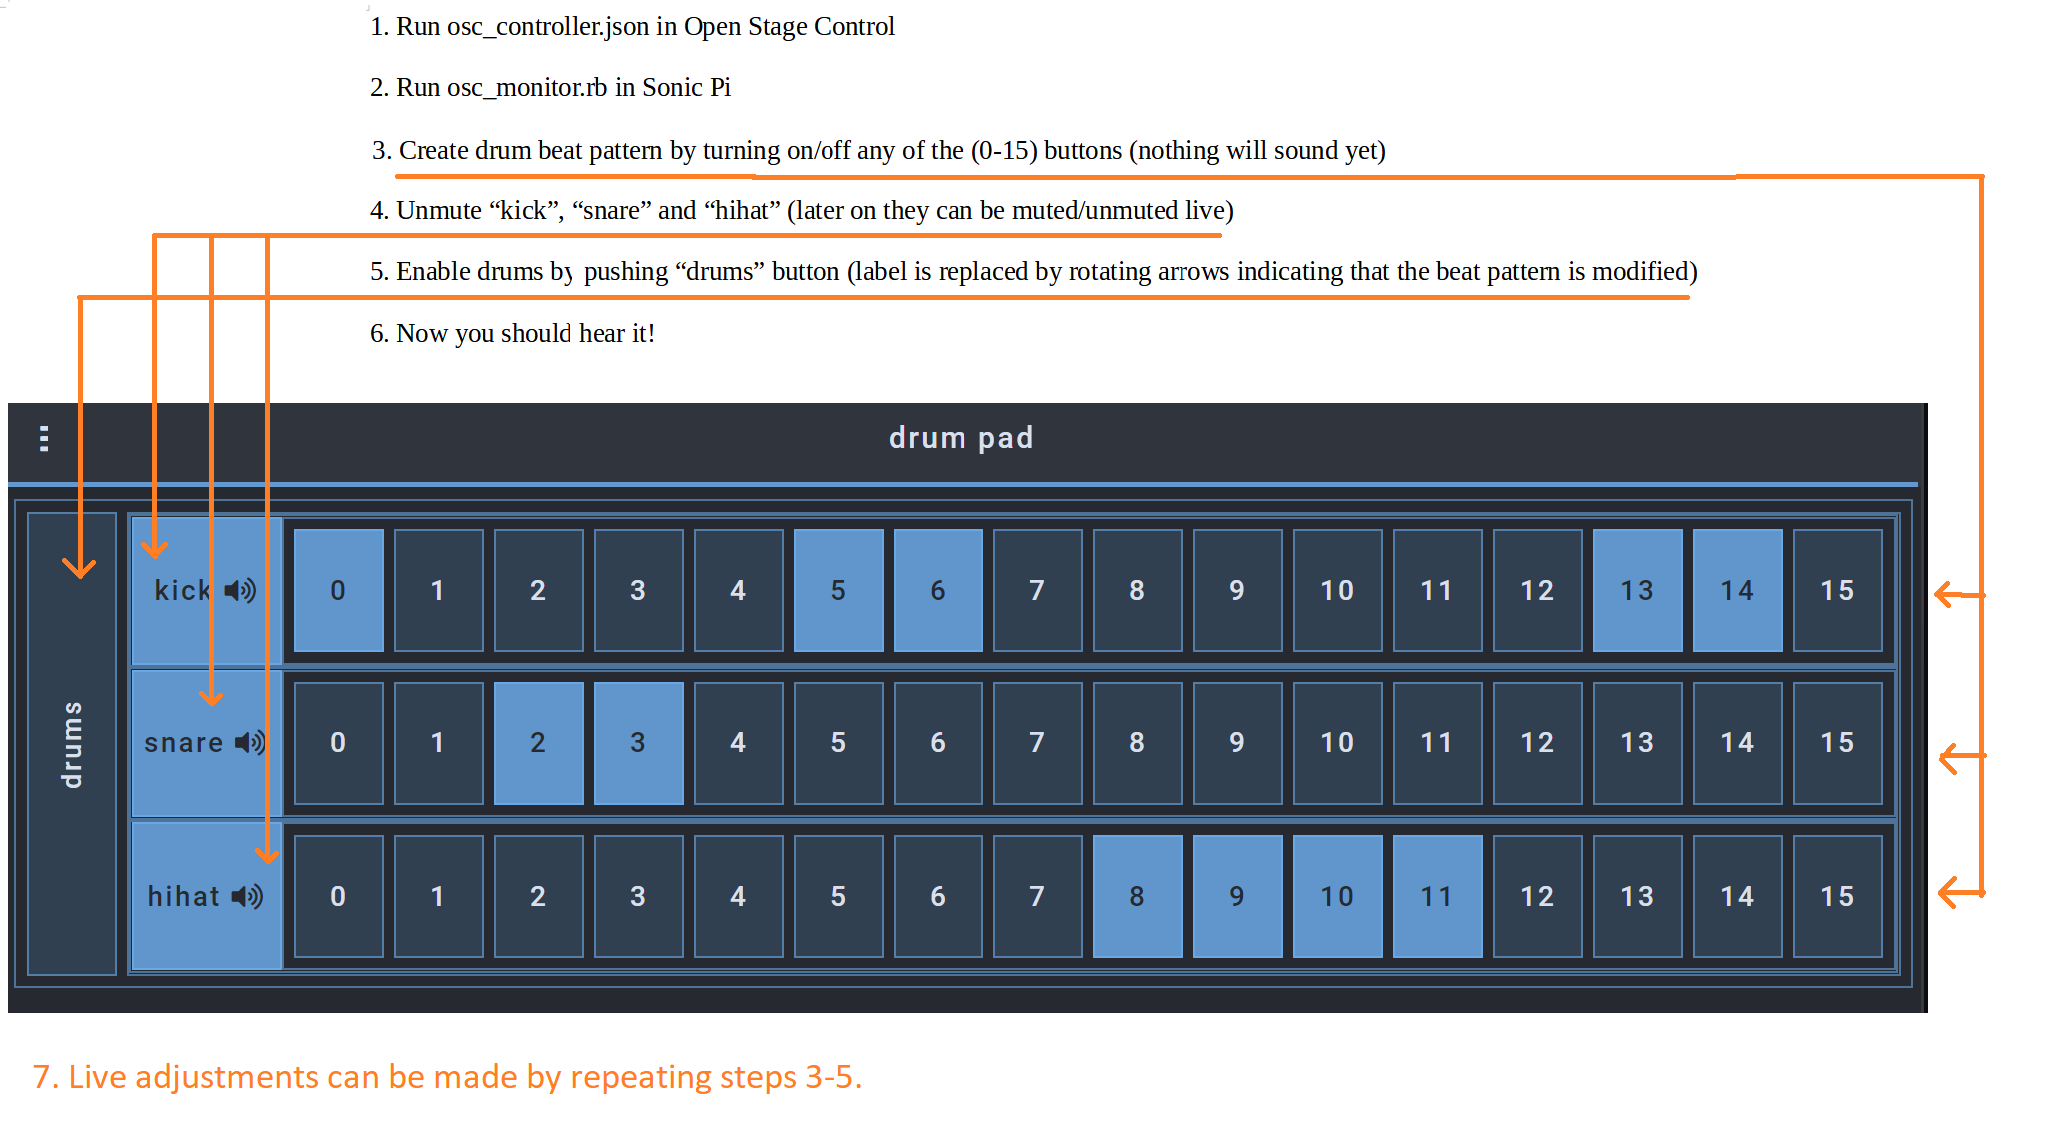 1. Run osc_controller.json in Open Stage Control
2. Run osc_monitor.rb in Sonic Pi
3. Create drum beat pattern by turning on/off any of the (0-15) buttons (nothing will sound yet)
4. Unmute “kick”, “snare” and “hihat” (later on they can be muted/unmuted live)
5. Enable drums by pushing “drums” button (label is replaced by rotating arrows indicating that the beat pattern is modified)
6. Now you should hear it!
drum pad
drums
kick 0 1 2 3 4 5 6 7 8 9 10 11 12 13 14 15
snare 0 1 2 3 4 5 6 7 8 9 10 11 12 13 14 15
hihat 0 1 2 3 4 5 6 7 8 9 10 11 12 13 14 15
7. Live adjustments can be made by repeating steps 3-5.